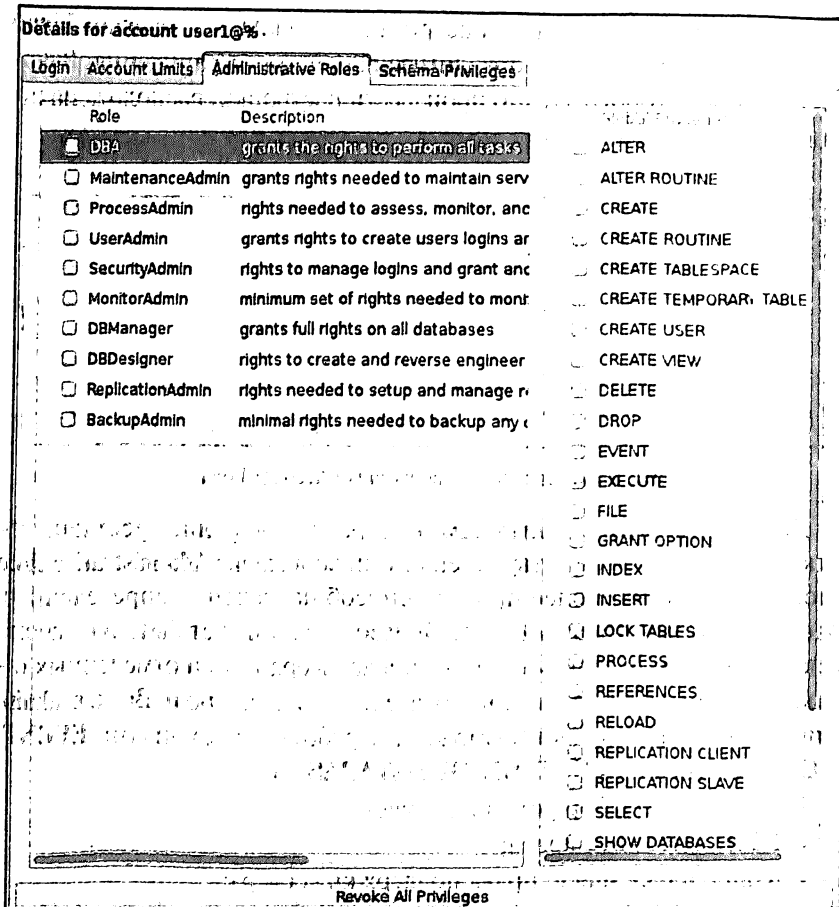 Details for account user1@%
Login Account Limits Administrative Roles Schema Privileges
Role Description
DBA grants the rights to perform all tasks
MaintenanceAdmin grants rights needed to maintain serv
ProcessAdmin rights needed to assess, monitor, and
UserAdmin grants rights to create users logins ar
SecurityAdmin rights to manage logins and grant and
MonitorAdmin minimum set of rights needed to moni
DBManager grants full rights on all databases
DBDesigner rights to create and reverse engineer
ReplicationAdmin rights needed to setup and manage r
BackupAdmin minimal rights needed to backup any
ALTER
ALTER ROUTINE
CREATE
CREATE ROUTINE
CREATE TABLESPACE
CREATE TEMPORARY TABLE
CREATE USER
CREATE VIEW
DELETE
DROP
EVENT
EXECUTE
FILE
GRANT OPTION
INDEX
INSERT
LOCK TABLES
PROCESS
REFERENCES
RELOAD
REPLICATION CLIENT
REPLICATION SLAVE
SELECT
SHOW DATABASES
Revoke All Privileges